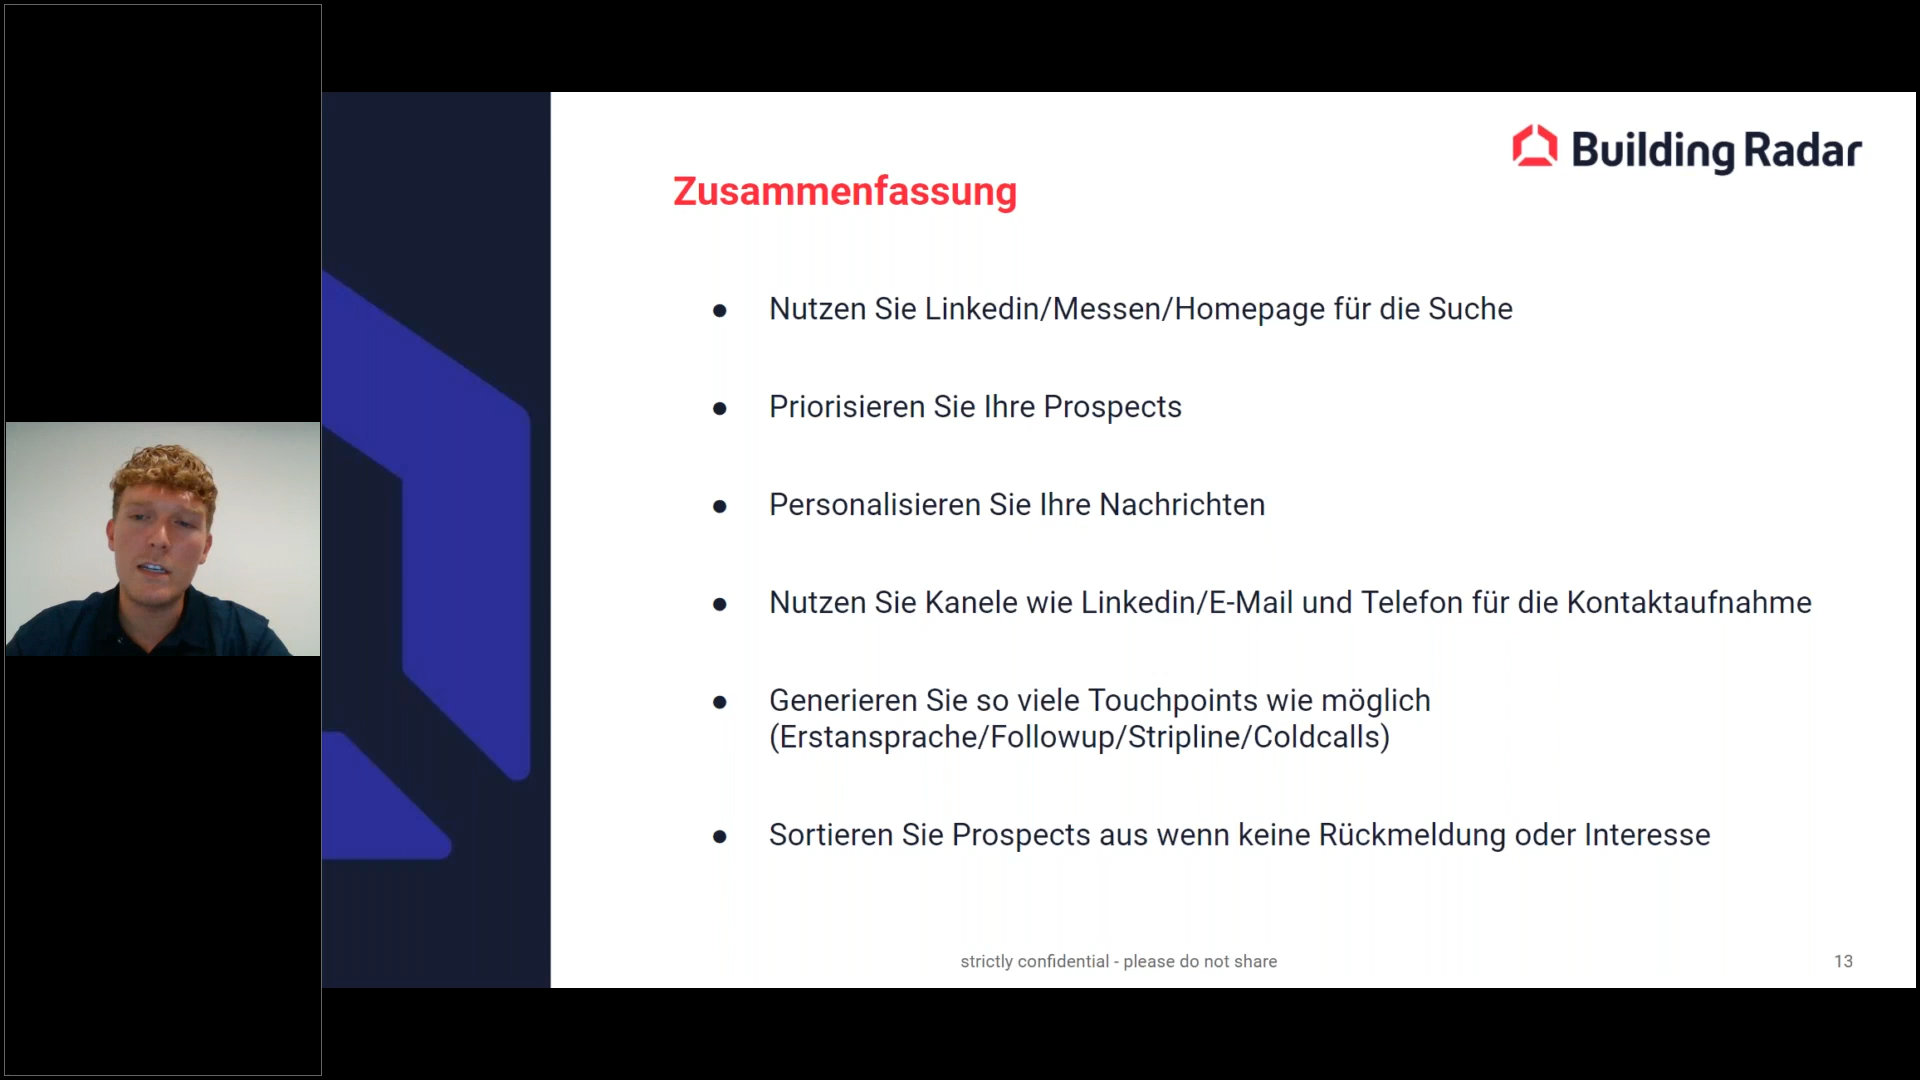 Building Radar
Zusammenfassung
● Nutzen Sie Linkedin/Messen/Homepage für die Suche
● Priorisieren Sie Ihre Prospects
● Personalisieren Sie Ihre Nachrichten
● Nutzen Sie Kanele wie Linkedin/E-Mail und Telefon für die Kontaktaufnahme
● Generieren Sie so viele Touchpoints wie möglich
(Erstansprache/Followup/Stripline/Coldcalls)
● Sortieren Sie Prospects aus wenn keine Rückmeldung oder Interesse
strictly confidential - please do not share
13